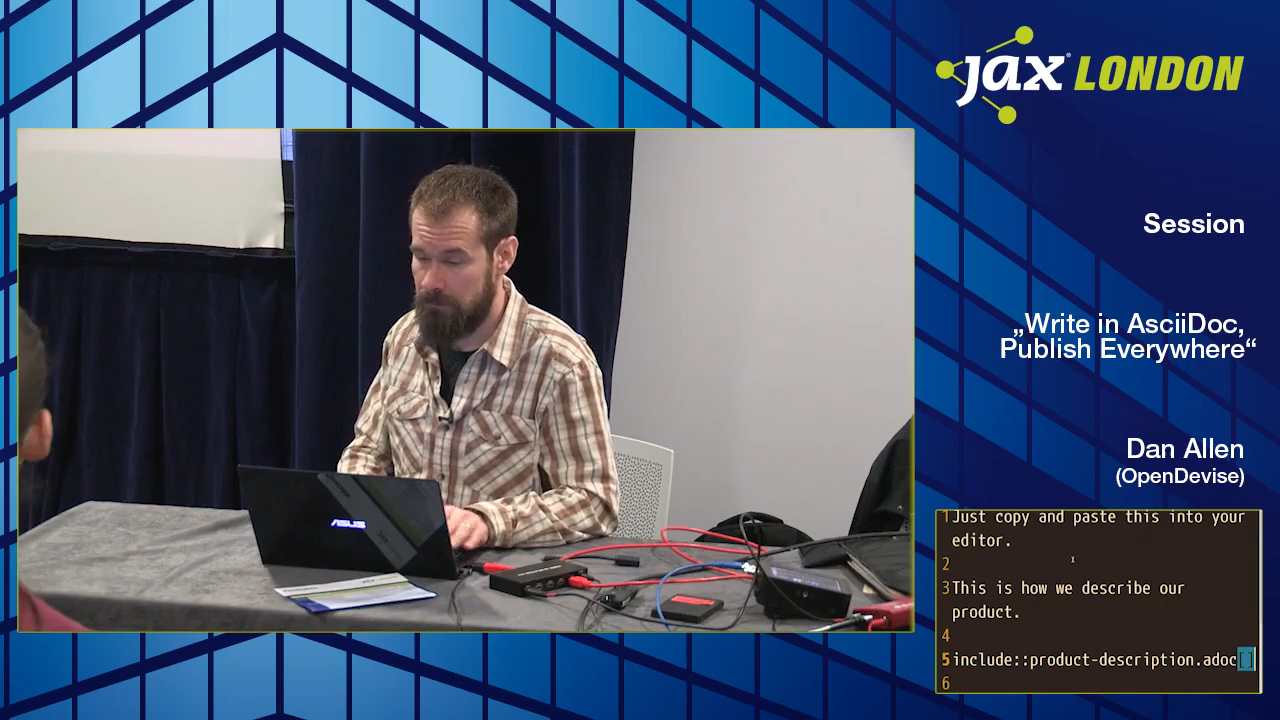 jax LONDON
Session
„Write in AsciiDoc,
Publish Everywhere“
Dan Allen
(OpenDevise)
ASUS
1 Just copy and paste this into your
editor.
2
3 This is how we describe our
product.
4
5 include::product-description.adoc[]
6